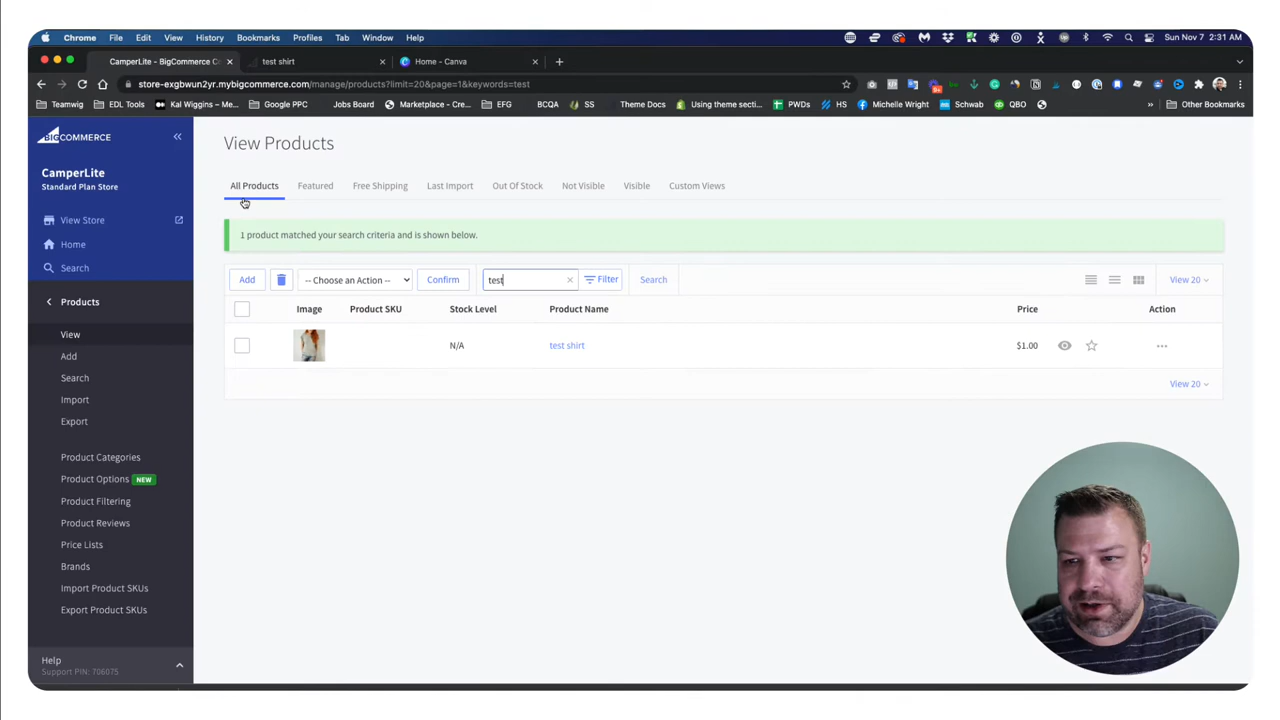 Chrome File Edit View History Bookmarks Profiles Tab Window Help Sun Nov 7 2:31 AM
CamperLite - BigCommerce Co × test shirt × Home - Canva × +
store-exgbwun2yr.mybigcommerce.com/manage/products?limit=20&page=1&keywords=test
Teamwig EDL Tools Kal Wiggins – Me... Google PPC Jobs Board Marketplace - Cre... EFG BCQA SS Theme Docs Using theme secti... PWDs HS Michelle Wright Schwab QBO » Other Bookmarks
BIGCOMMERCE
CamperLite
Standard Plan Store
View Store
Home
Search
Products
View
Add
Search
Import
Export
Product Categories
Product Options NEW
Product Filtering
Product Reviews
Price Lists
Brands
Import Product SKUs
Export Product SKUs
Help
Support PIN: 706075
View Products
All Products Featured Free Shipping Last Import Out Of Stock Not Visible Visible Custom Views
1 product matched your search criteria and is shown below.
Add -- Choose an Action -- Confirm test × Filter Search View 20
Image Product SKU Stock Level Product Name Price Action
N/A test shirt $1.00 ...
View 20